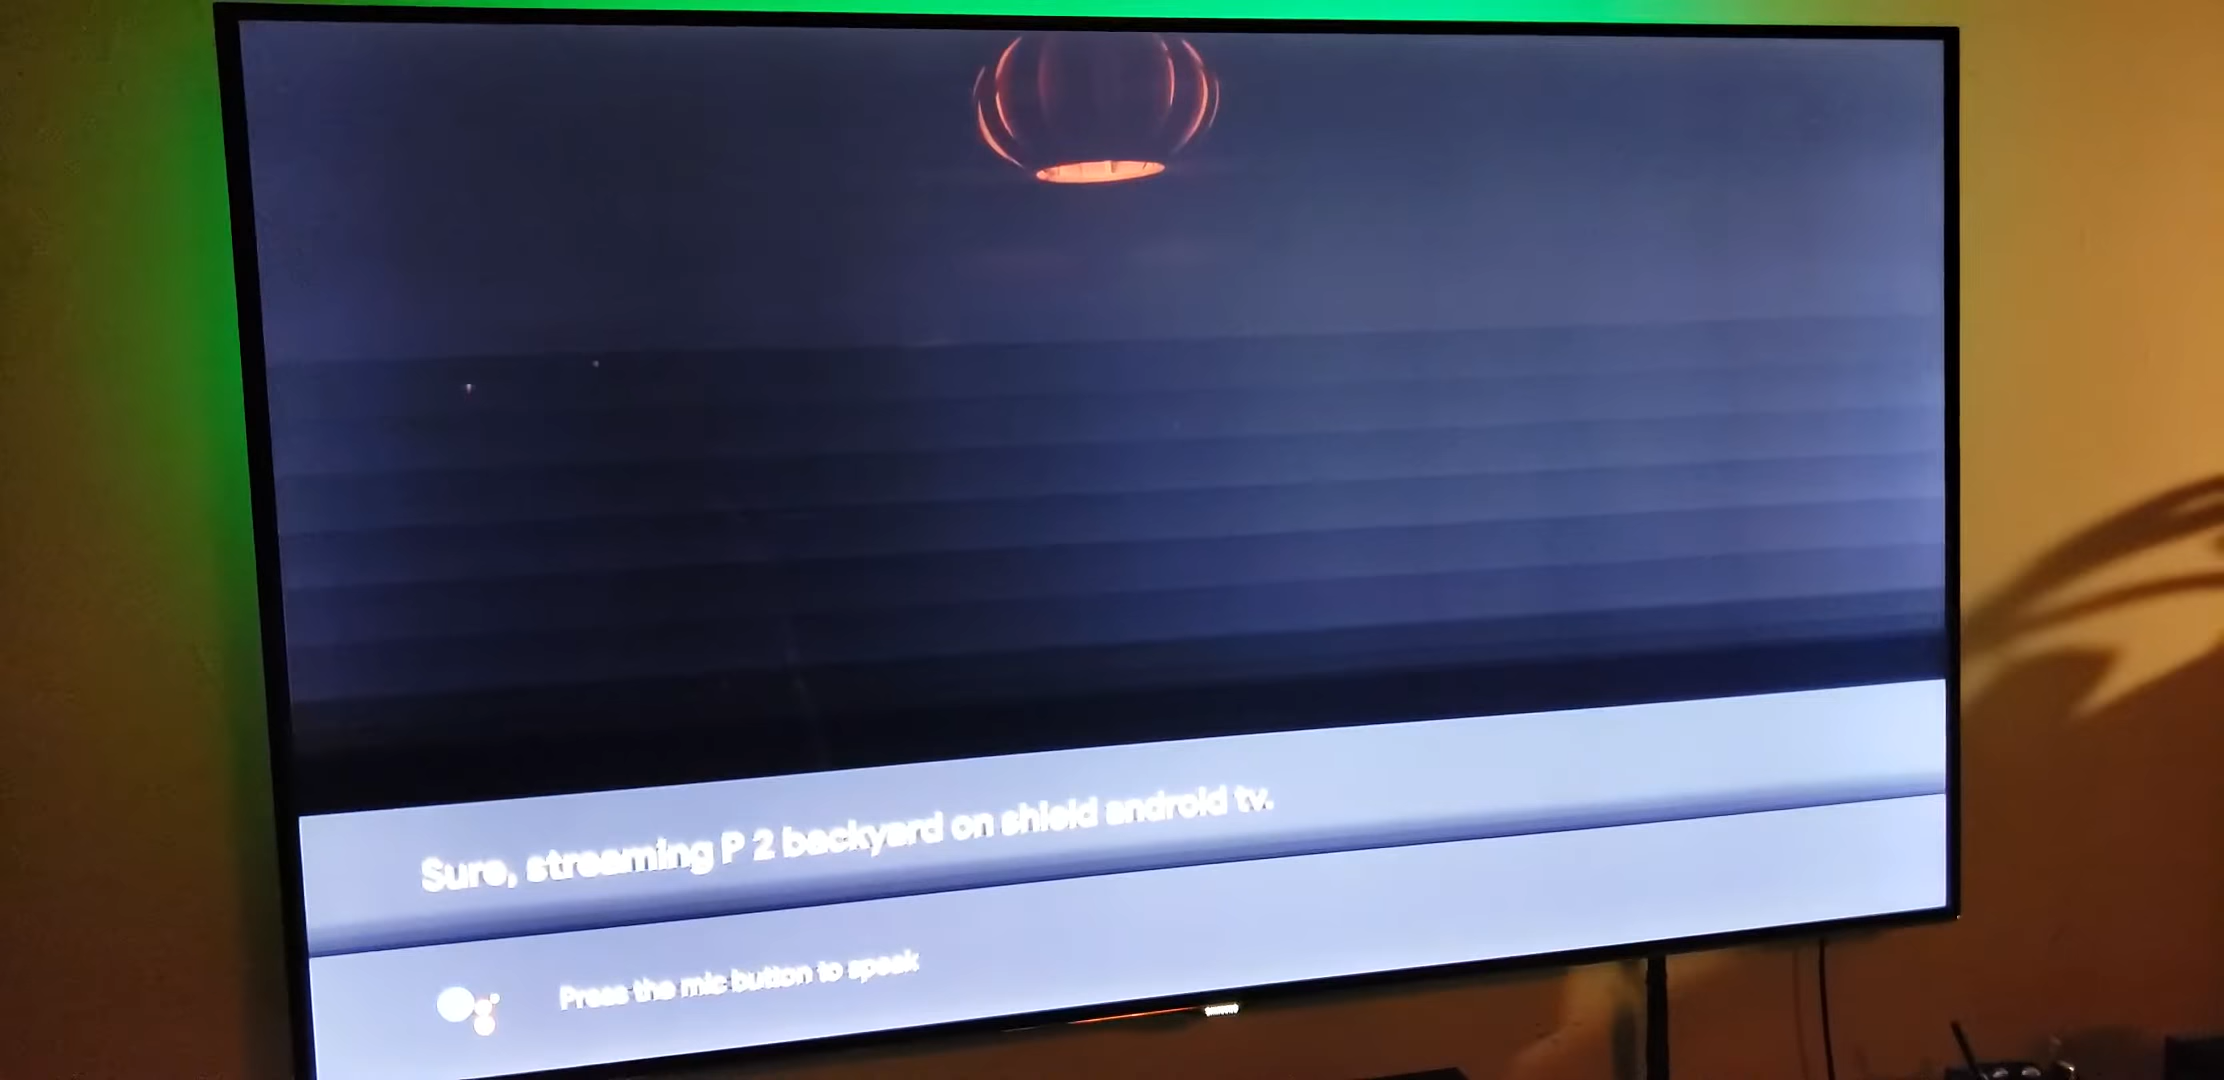 Sure, streaming P 2 backyard on shield android tv.
Press the mic button to speak